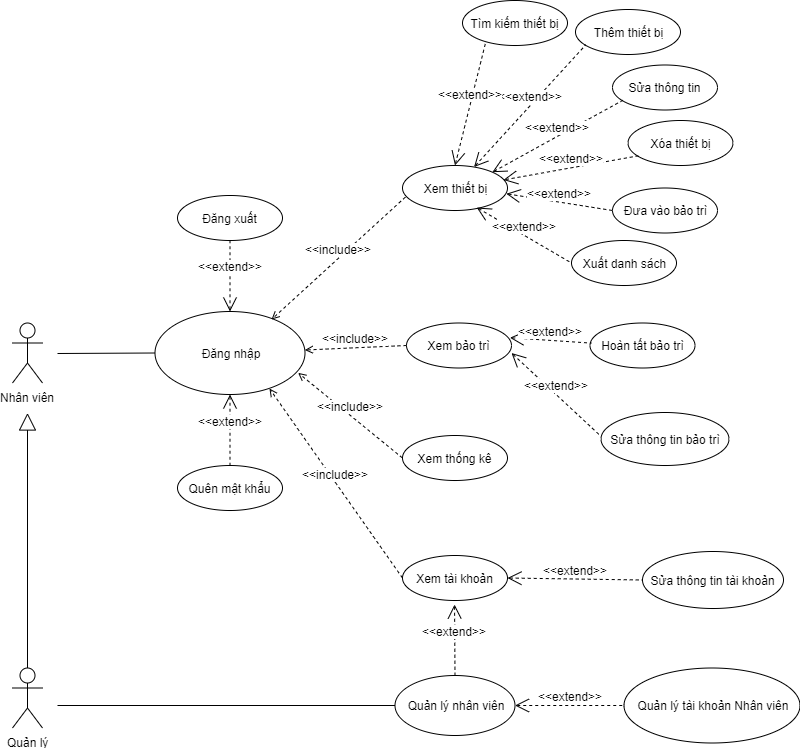 Tìm kiếm thiết bị
Thêm thiết bị
Sửa thông tin
<<extend>>
<<extend>>
<<extend>>
Xóa thiết bị
<<extend>>
Xem thiết bị
<<extend>>
Đưa vào bảo trì
Đăng xuất
<<extend>>
<<include>>
Xuất danh sách
<<extend>>
<<include>>
<<extend>>
Đăng nhập
Xem bảo trì
Hoàn tất bảo trì
Nhân viên
<<extend>>
<<include>>
<<extend>>
Sửa thông tin bảo trì
Xem thống kê
Quên mật khẩu
<<include>>
Xem tài khoản
<<extend>>
Sửa thông tin tài khoản
<<extend>>
Quản lý nhân viên
<<extend>>
Quản lý tài khoản Nhân viên
Quản lý